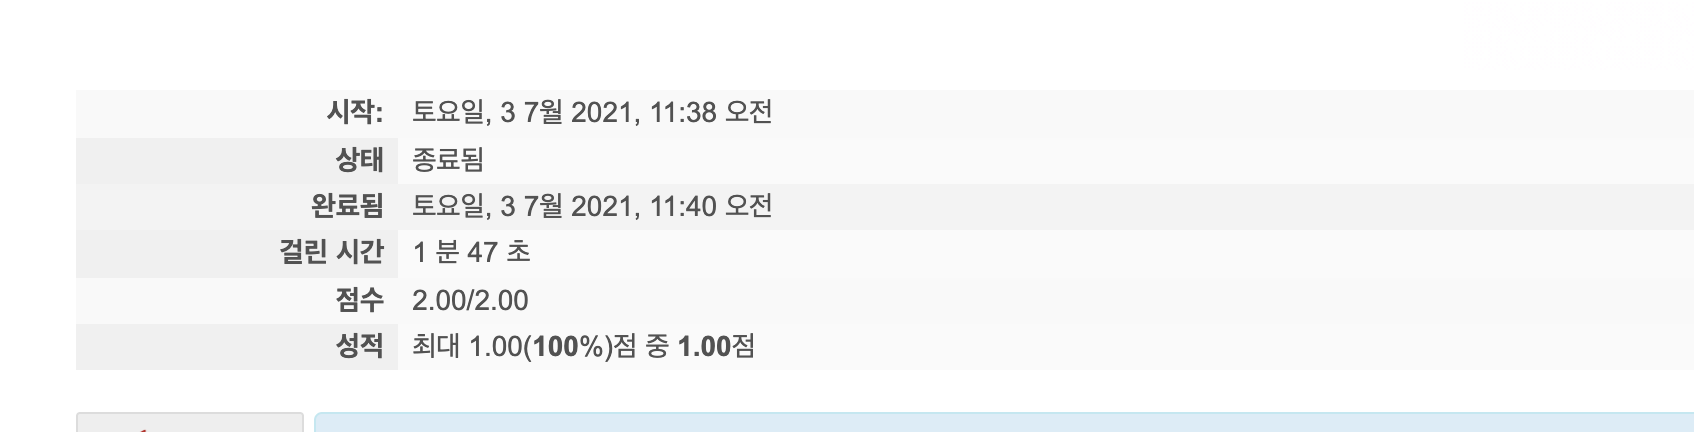 시작: 토요일, 3 7월 2021, 11:38 오전
상태 종료됨
완료됨 토요일, 3 7월 2021, 11:40 오전
걸린 시간 1 분 47 초
점수 2.00/2.00
성적 최대 1.00(100%)점 중 1.00점